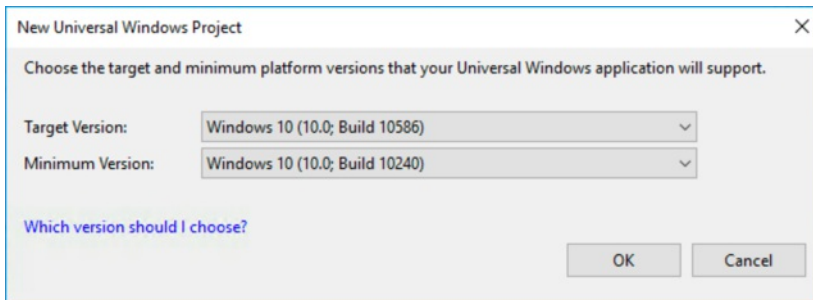 New Universal Windows Project
Choose the target and minimum platform versions that your Universal Windows application will support.
Target Version: Windows 10 (10.0; Build 10586)
Minimum Version: Windows 10 (10.0; Build 10240)
Which version should I choose?
OK Cancel